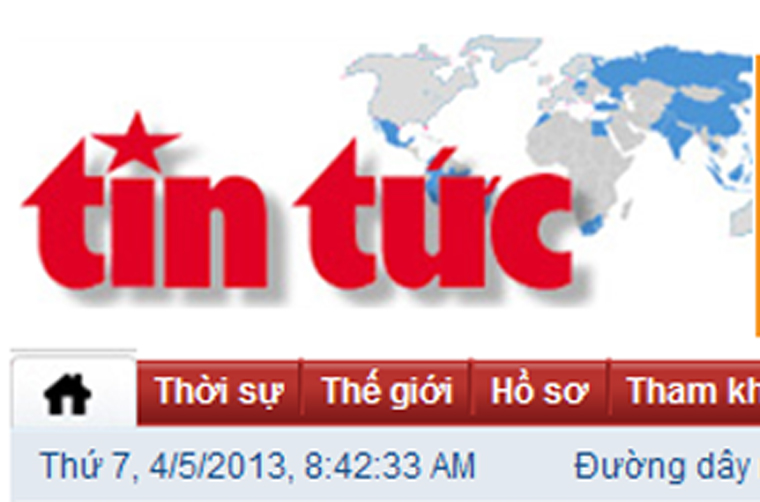 tin tức
Thời sự Thế giới Hồ sơ Tham
Thứ 7, 4/5/2013, 8:42:33 AM Đường dây